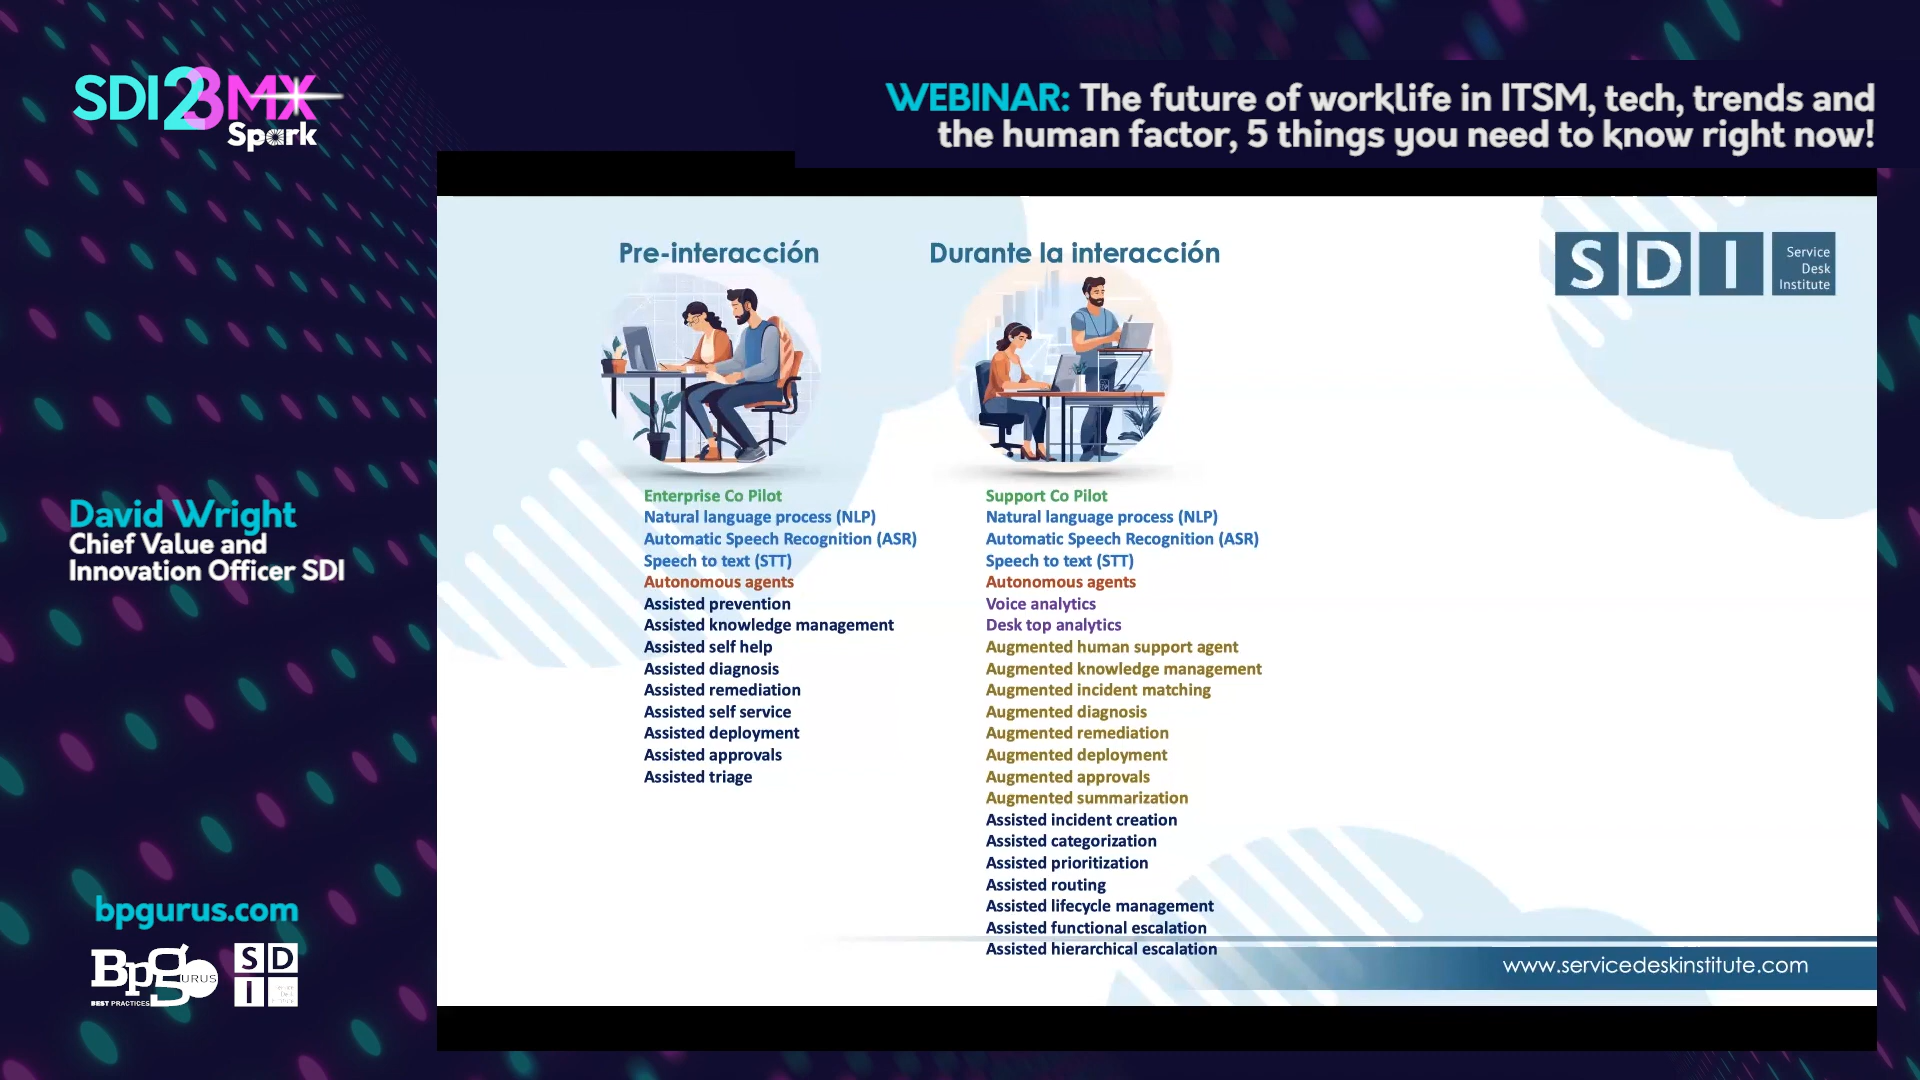 SDI 23 MX
Spark
WEBINAR: The future of worklife in ITSM, tech, trends and
the human factor, 5 things you need to know right now!
David Wright
Chief Value and
Innovation Officer SDI
bpgurus.com
BpGurus
BEST PRACTICES
S D
I
Pre-interacción
Enterprise Co Pilot
Natural language process (NLP)
Automatic Speech Recognition (ASR)
Speech to text (STT)
Autonomous agents
Assisted prevention
Assisted knowledge management
Assisted self help
Assisted diagnosis
Assisted remediation
Assisted self service
Assisted deployment
Assisted approvals
Assisted triage
Durante la interacción
Support Co Pilot
Natural language process (NLP)
Automatic Speech Recognition (ASR)
Speech to text (STT)
Autonomous agents
Voice analytics
Desk top analytics
Augmented human support agent
Augmented knowledge management
Augmented incident matching
Augmented diagnosis
Augmented remediation
Augmented deployment
Augmented approvals
Augmented summarization
Assisted incident creation
Assisted categorization
Assisted prioritization
Assisted routing
Assisted lifecycle management
Assisted functional escalation
Assisted hierarchical escalation
S D I
Service
Desk
Institute
www.servicedeskinstitute.com